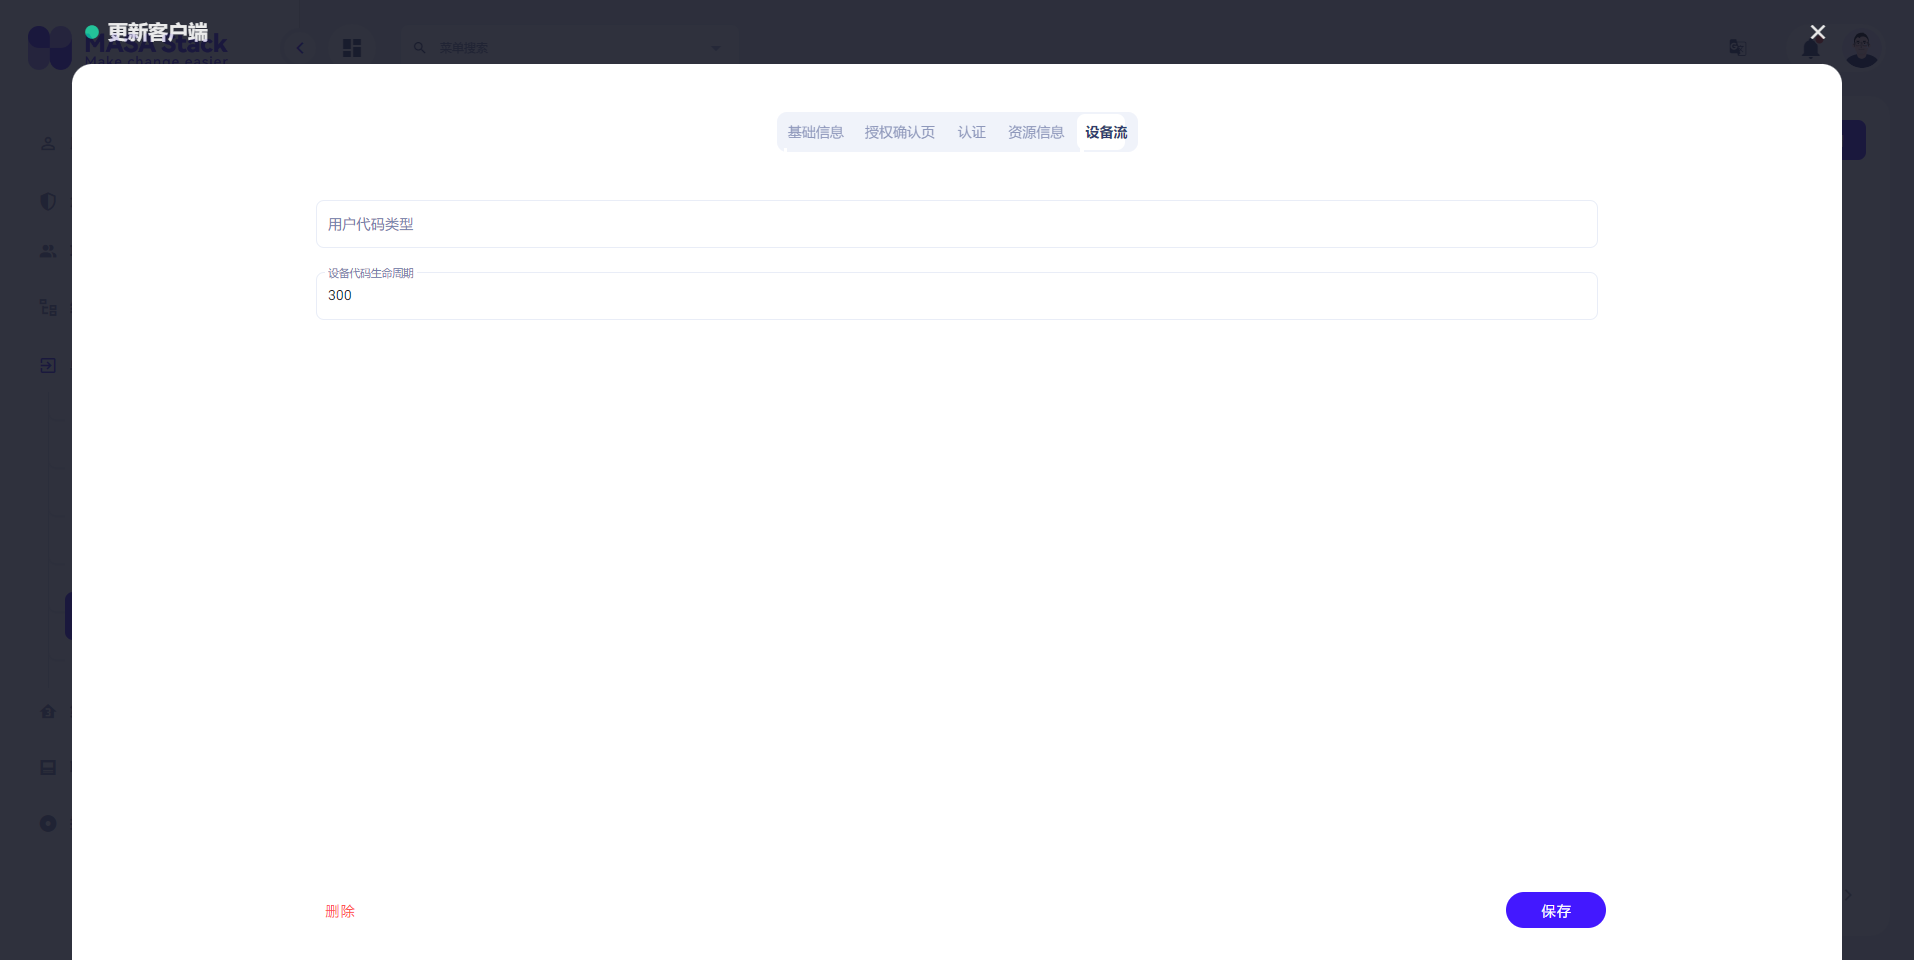 更新客户端
MASA Stack
Make change easier
菜单搜索
基础信息 授权确认页 认证 资源信息 设备流
用户代码类型
设备代码生命周期
300
删除 保存